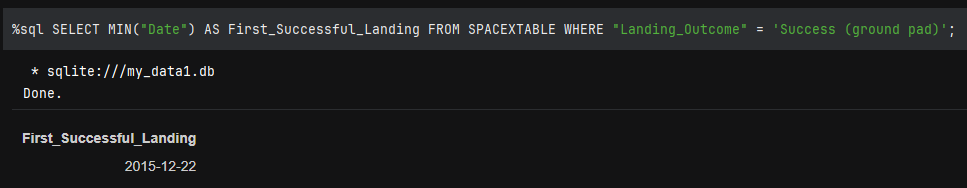 %sql SELECT MIN("Date") AS First_Successful_Landing FROM SPACEXTABLE WHERE "Landing_Outcome" = 'Success (ground pad)';
* sqlite:///my_data1.db
Done.
First_Successful_Landing
2015-12-22